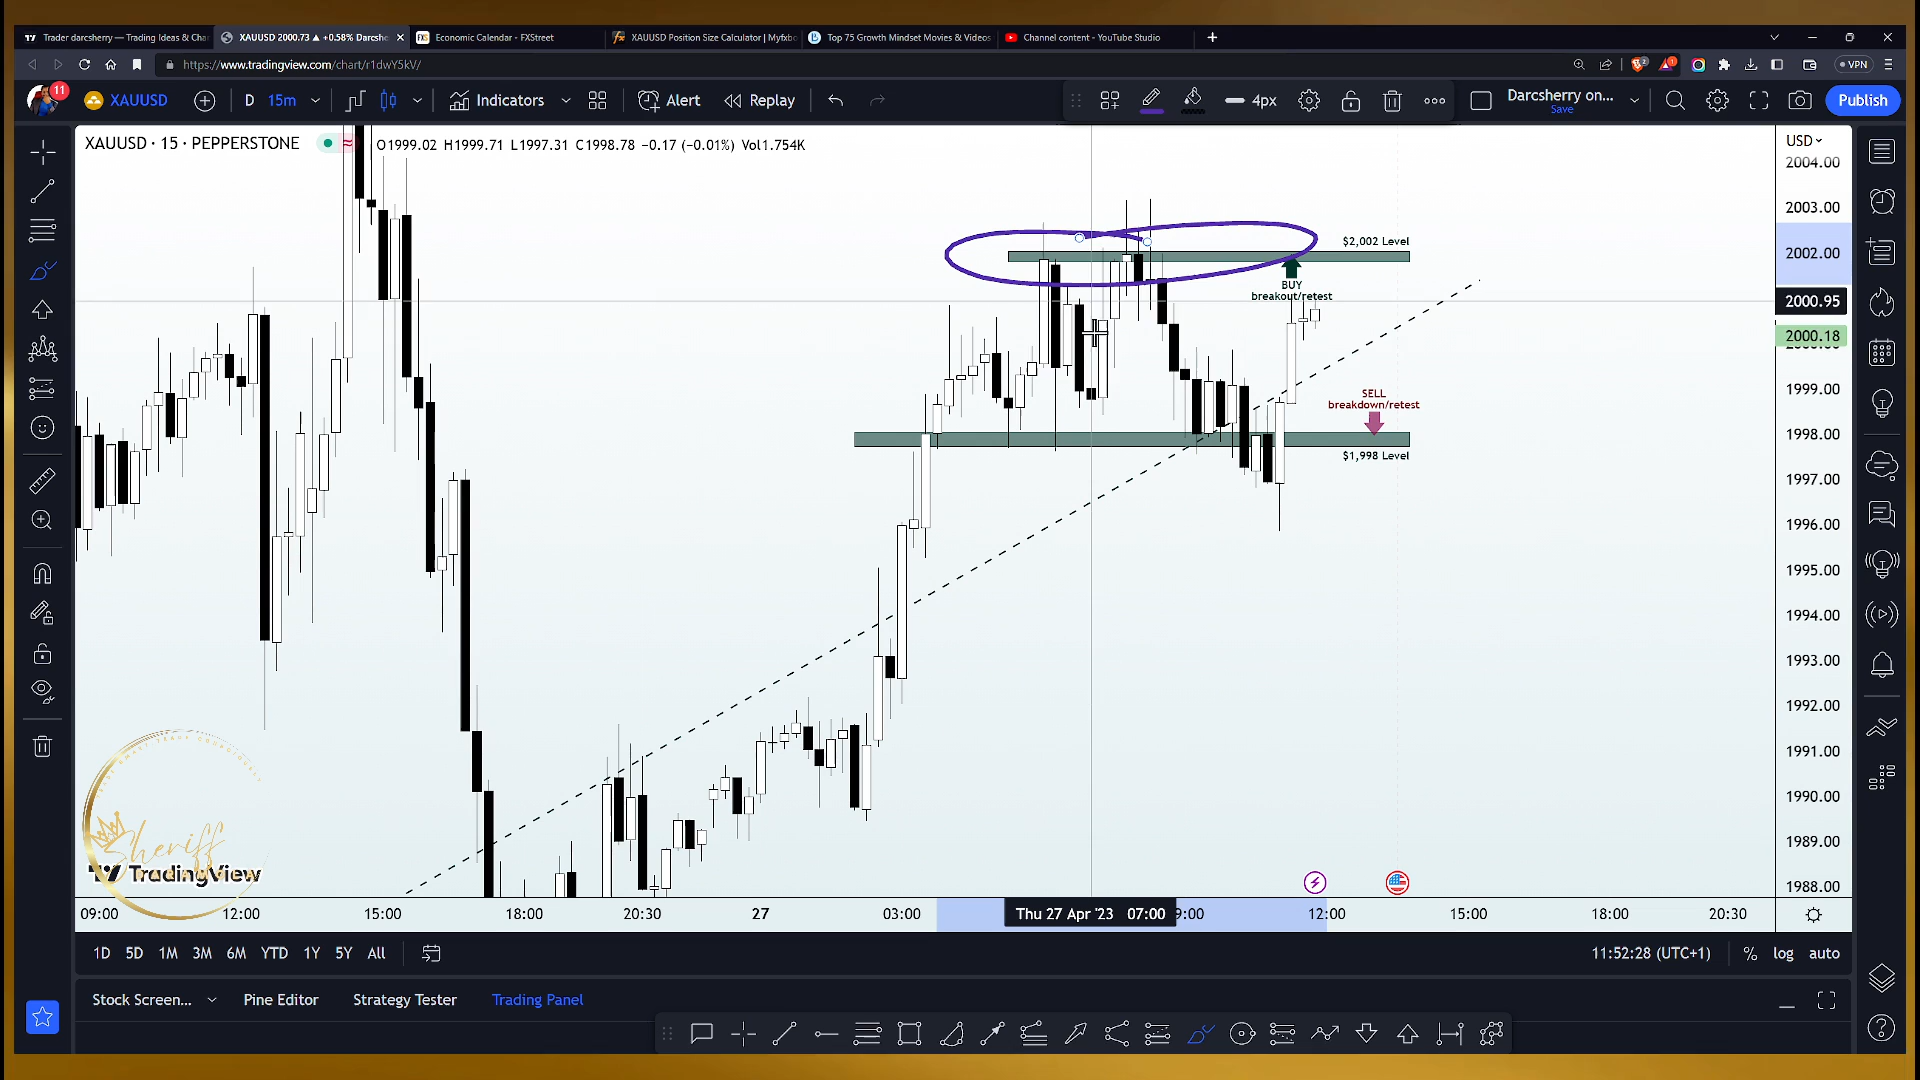 Trader darcsherry — Trading Ideas & Cha
XAUUSD 2000.73 ▲ +0.58% Darcshe
Economic Calendar - FXStreet
XAUUSD Position Size Calculator | Myfxbo
Top 75 Growth Mindset Movies & Videos
Channel content - YouTube Studio
https://www.tradingview.com/chart/r1dwY5kV/
VPN
11
XAUUSD
D
15m
Indicators
Alert
Replay
4px
Darcsherry on...
Save
Publish
XAUUSD · 15 · PEPPERSTONE
O1999.02 H1999.71 L1997.31 C1998.78 −0.17 (−0.01%) Vol1.754K
USD
2004.00
2003.00
2002.00
2000.95
2000.18
1999.00
1998.00
1997.00
1996.00
1995.00
1994.00
1993.00
1992.00
1991.00
1990.00
1989.00
1988.00
$2,002 Level
BUY
breakout/retest
SELL
breakdown/retest
$1,998 Level
Sheriff
TradingView
09:00
12:00
15:00
18:00
20:30
27
03:00
Thu 27 Apr '23 07:00
9:00
12:00
15:00
18:00
20:30
1D
5D
1M
3M
6M
YTD
1Y
5Y
All
11:52:28 (UTC+1)
%
log
auto
Stock Screen...
Pine Editor
Strategy Tester
Trading Panel